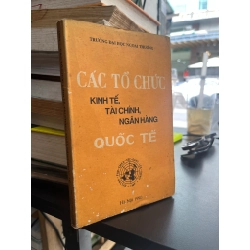 TRƯỜNG ĐẠI HỌC NGOẠI THƯƠNG
CÁC TỔ CHỨC
KINH TẾ,
TÀI CHÍNH,
NGÂN HÀNG
QUỐC TẾ